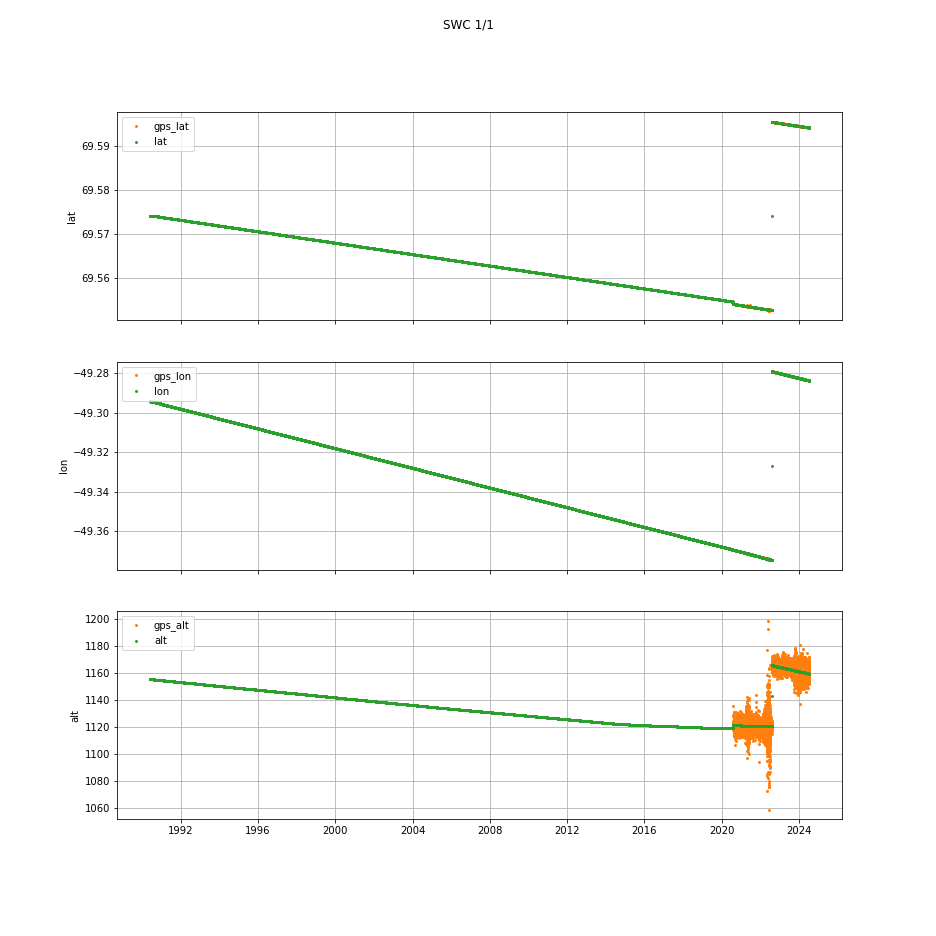 SWC 1/1
gps_lat
lat
69.59
69.58
69.57
69.56
lat
gps_lon
lon
−49.28
−49.30
−49.32
−49.34
−49.36
lon
gps_alt
alt
1200
1180
1160
1140
1120
1100
1080
1060
alt
1992 1996 2000 2004 2008 2012 2016 2020 2024